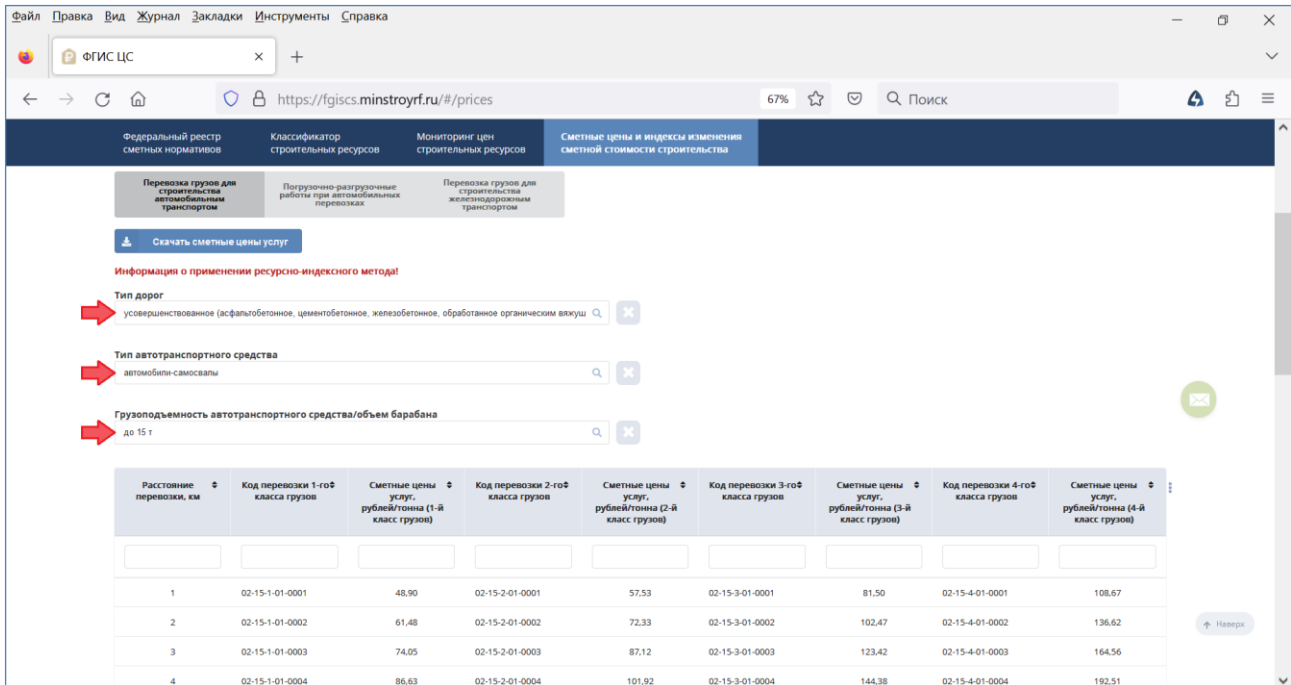 Файл Правка Вид Журнал Закладки Инструменты Справка
ФГИС ЦС
https://fgiscs.minstroyrf.ru/#/prices 67% Поиск
Федеральный реестр сметных нормативов
Классификатор строительных ресурсов
Мониторинг цен строительных ресурсов
Сметные цены и индексы изменения сметной стоимости строительства
Перевозка грузов для строительства автомобильным транспортом
Погрузочно-разгрузочные работы при автомобильных перевозках
Перевозка грузов для строительства железнодорожным транспортом
Скачать сметные цены услуг
Информация о применении ресурсно-индексного метода!
Тип дорог
усовершенствованное (асфальтобетонное, цементобетонное, железобетонное, обработанное органическим вяжущ
Тип автотранспортного средства
автомобили-самосвалы
Грузоподъемность автотранспортного средства/объем барабана
до 15 т
Расстояние перевозки, км
Код перевозки 1-го класса грузов
Сметные цены услуг, рублей/тонна (1-й класс грузов)
Код перевозки 2-го класса грузов
Сметные цены услуг, рублей/тонна (2-й класс грузов)
Код перевозки 3-го класса грузов
Сметные цены услуг, рублей/тонна (3-й класс грузов)
Код перевозки 4-го класса грузов
Сметные цены услуг, рублей/тонна (4-й класс грузов)
1 02-15-1-01-0001 48,90 02-15-2-01-0001 57,53 02-15-3-01-0001 81,50 02-15-4-01-0001 108,67
2 02-15-1-01-0002 61,48 02-15-2-01-0002 72,33 02-15-3-01-0002 102,47 02-15-4-01-0002 136,62
Наверх
3 02-15-1-01-0003 74,05 02-15-2-01-0003 87,12 02-15-3-01-0003 123,42 02-15-4-01-0003 164,56
4 02-15-1-01-0004 86,63 02-15-2-01-0004 101,92 02-15-3-01-0004 144,38 02-15-4-01-0004 192,51